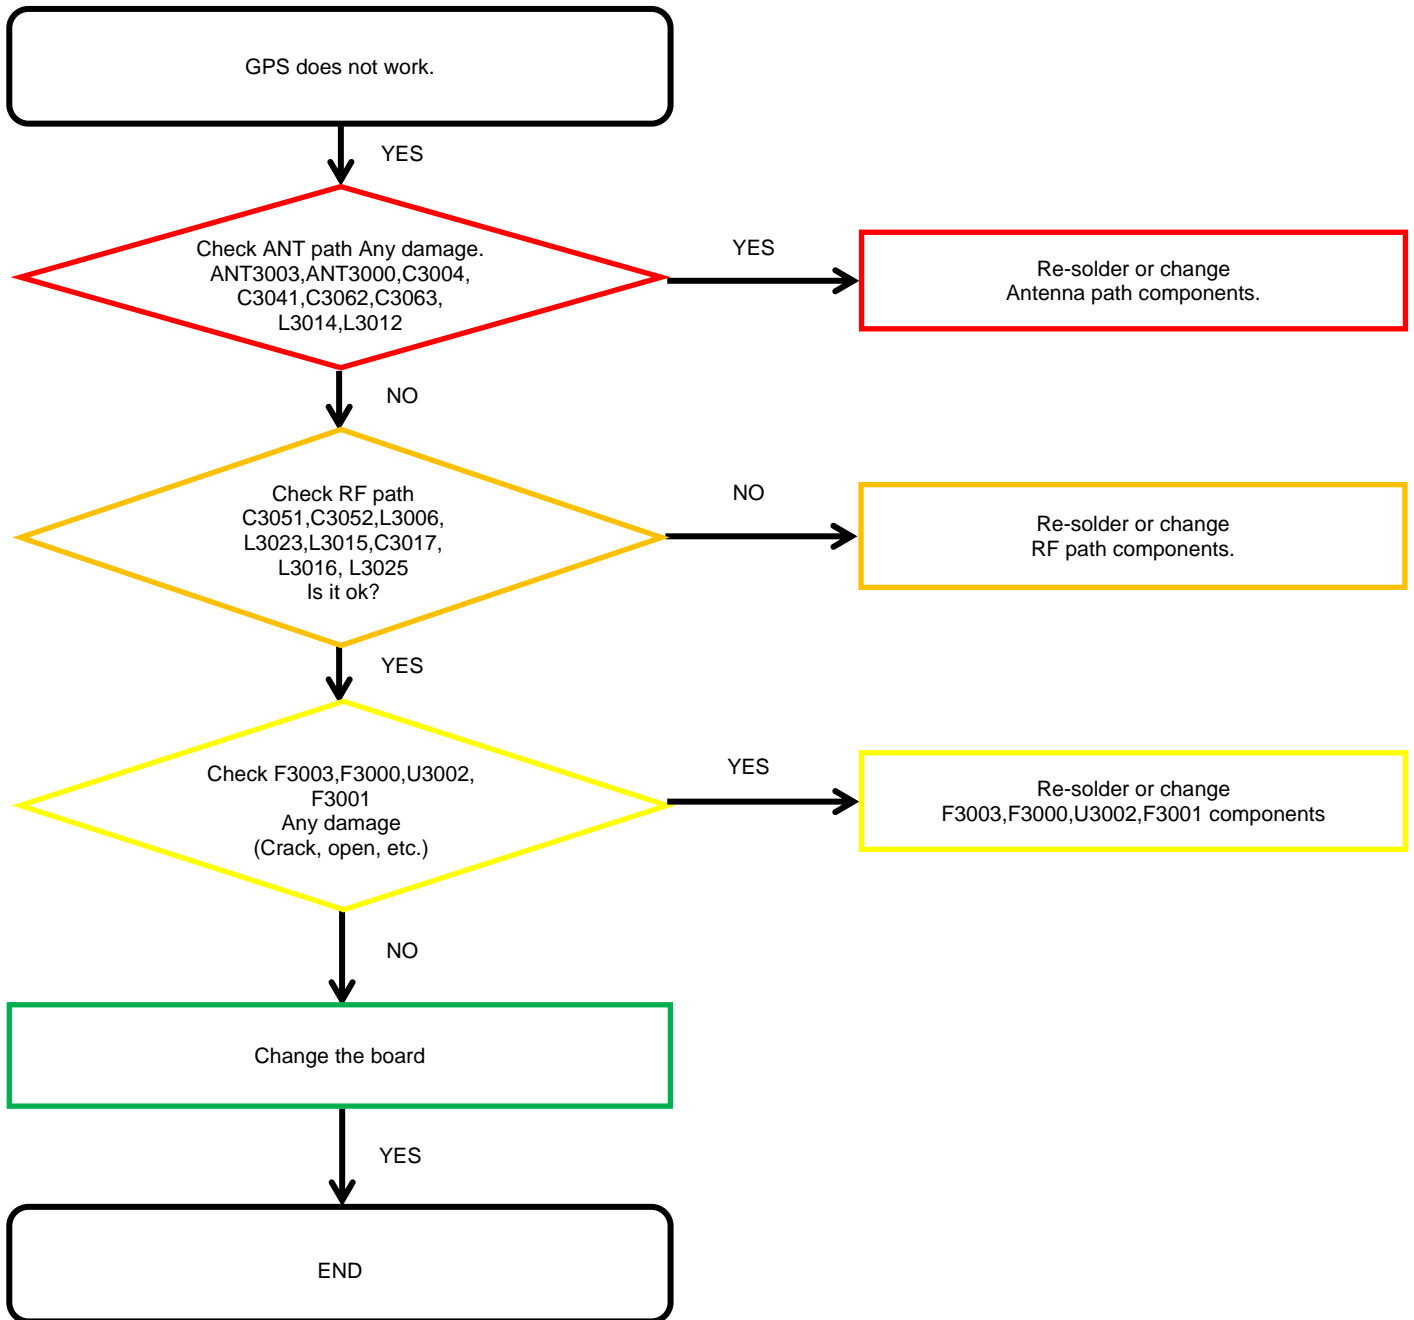 GPS does not work.
YES
Check ANT path Any damage.
ANT3003,ANT3000,C3004,
C3041,C3062,C3063,
L3014,L3012
YES
Re-solder or change
Antenna path components.
NO
Check RF path
C3051,C3052,L3006,
L3023,L3015,C3017,
L3016, L3025
Is it ok?
NO
Re-solder or change
RF path components.
YES
Check F3003,F3000,U3002,
F3001
Any damage
(Crack, open, etc.)
YES
Re-solder or change
F3003,F3000,U3002,F3001 components
NO
Change the board
YES
END